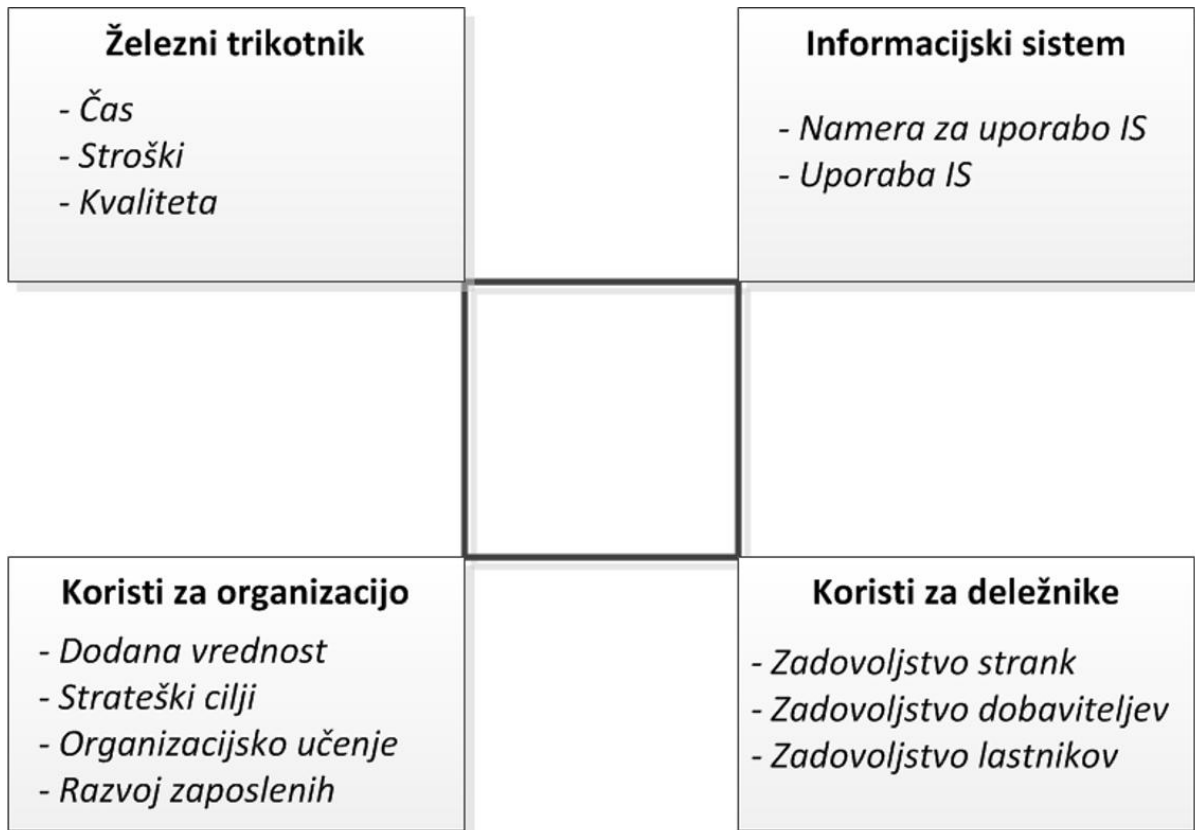 Železni trikotnik
- Čas
- Stroški
- Kvaliteta
Informacijski sistem
- Namera za uporabo IS
- Uporaba IS
Koristi za organizacijo
- Dodana vrednost
- Strateški cilji
- Organizacijsko učenje
- Razvoj zaposlenih
Koristi za deležnike
- Zadovoljstvo strank
- Zadovoljstvo dobaviteljev
- Zadovoljstvo lastnikov